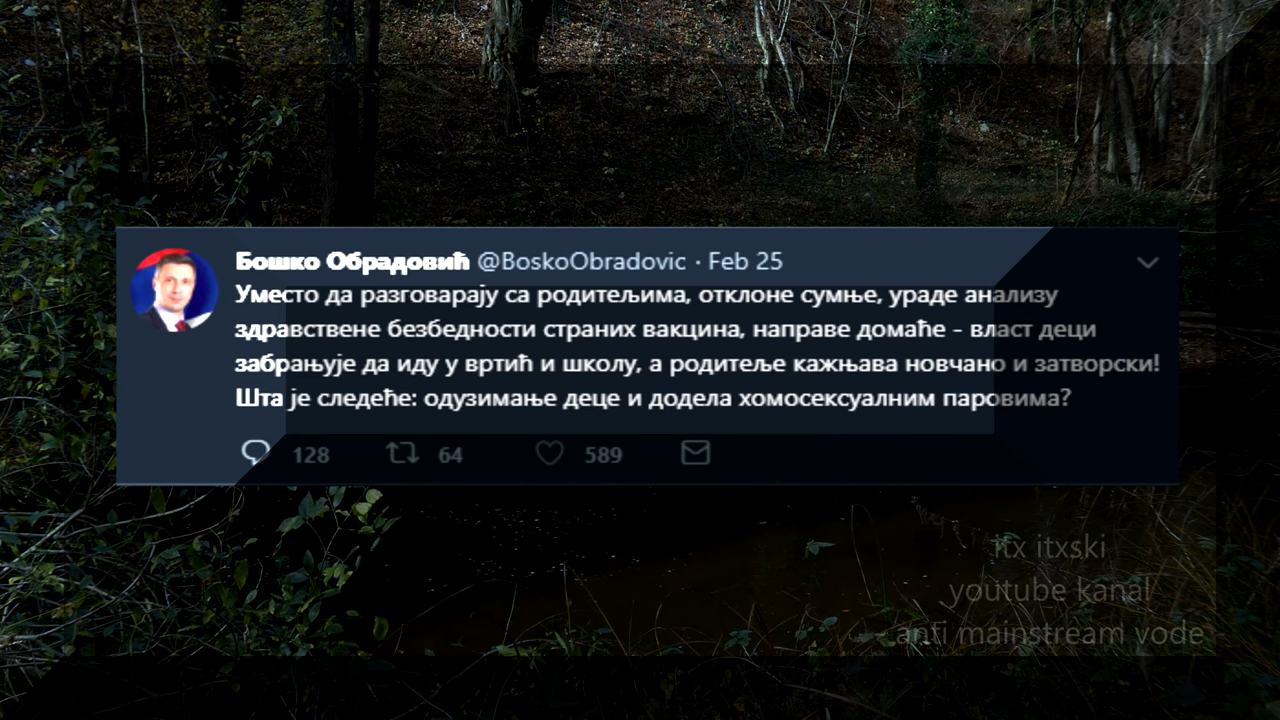 Бошко Обрадовић @BoskoObradovic · Feb 25
Уместо да разговарају са родитељима, отклоне сумње, ураде анализу
здравствене безбедности страних вакцина, направе домаће - власт деци
забрањује да иду у вртић и школу, а родитеље кажњава новчано и затворски!
Шта је следеће: одузимање деце и додела хомосексуалним паровима?
128 64 589
itx itxski
youtube kanal
anti mainstream vode